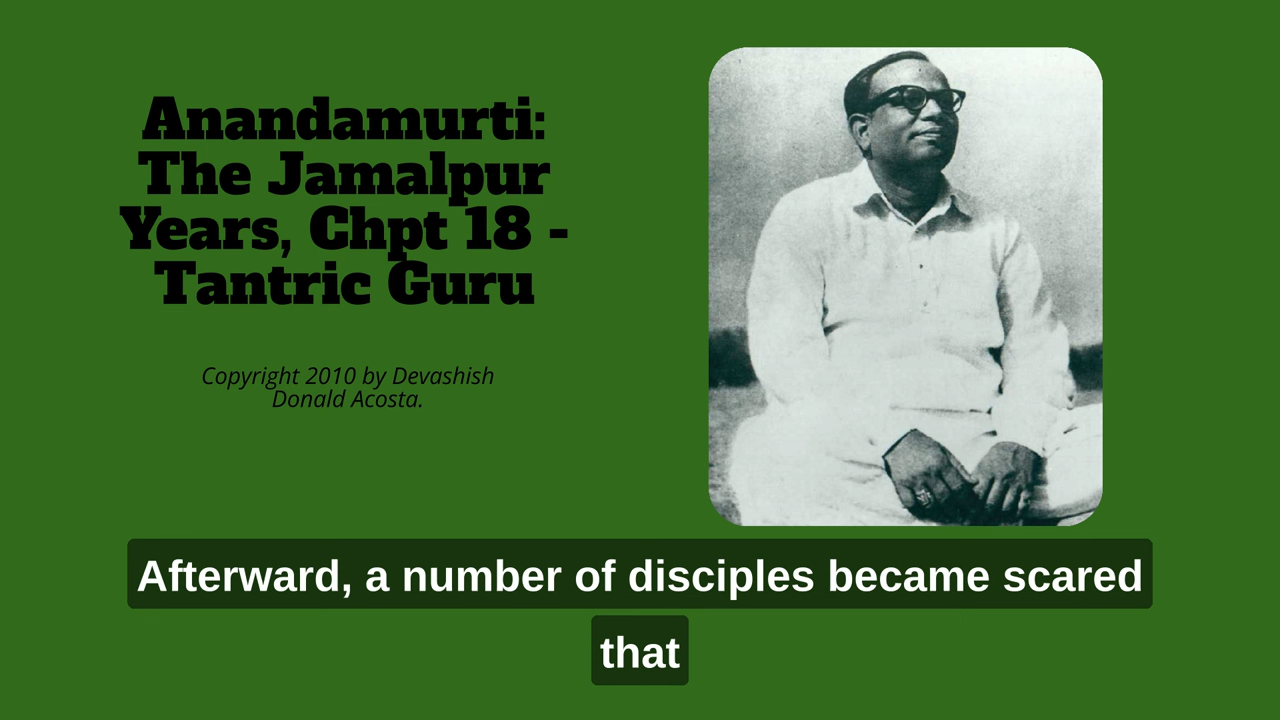 Anandamurti:
The Jamalpur
Years, Chpt 18 -
Tantric Guru
Copyright 2010 by Devashish
Donald Acosta.
Afterward, a number of disciples became scared
that